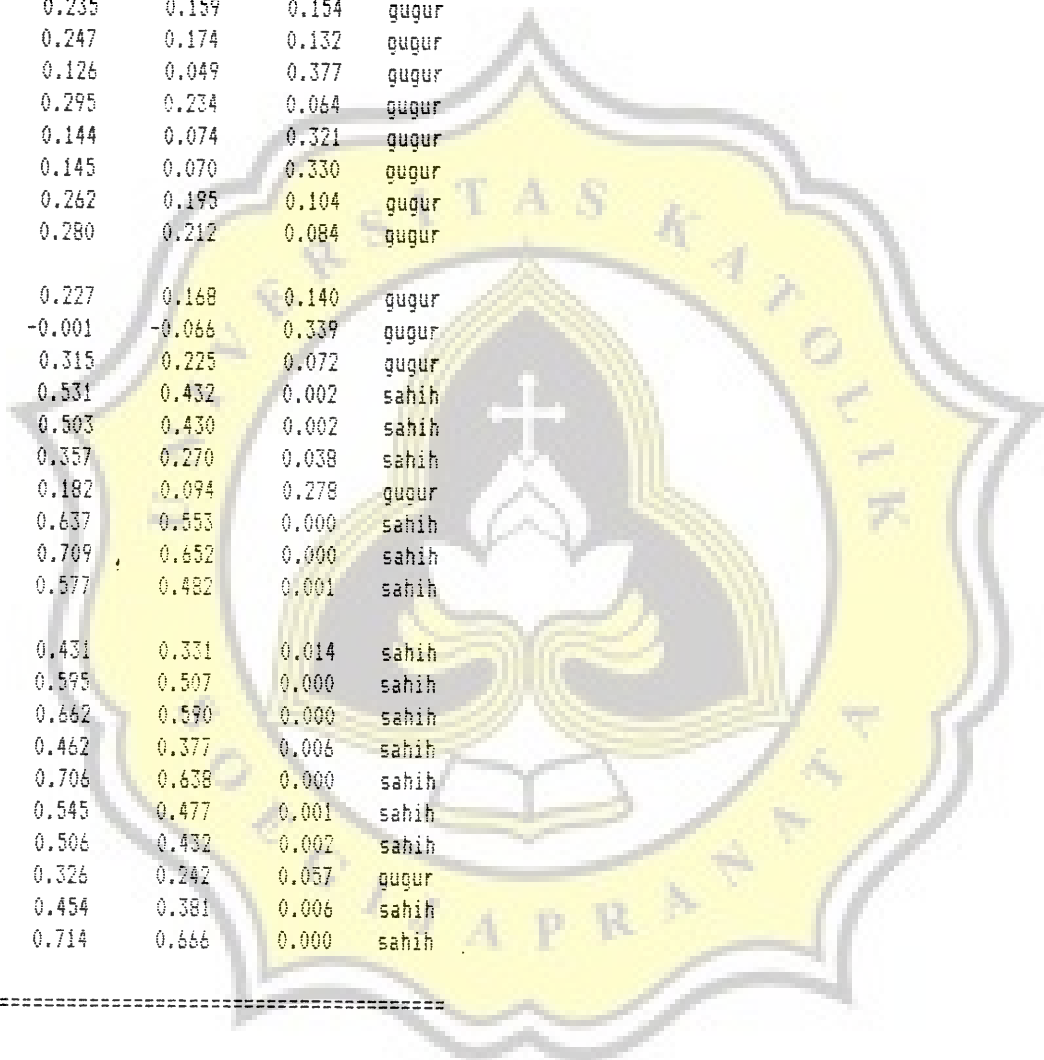 0.235 0.159 0.154 gugur
0.247 0.174 0.132 gugur
0.126 0.049 0.377 gugur
0.295 0.234 0.064 gugur
0.144 0.074 0.321 gugur
0.145 0.070 0.330 gugur
0.262 0.195 0.104 gugur
0.280 0.212 0.084 gugur
0.227 0.168 0.140 gugur
-0.001 -0.066 0.339 gugur
0.315 0.225 0.072 gugur
0.531 0.432 0.002 sahih
0.503 0.430 0.002 sahih
0.357 0.270 0.038 sahih
0.182 0.094 0.278 gugur
0.637 0.553 0.000 sahih
0.709 0.652 0.000 sahih
0.577 0.482 0.001 sahih
0.431 0.331 0.014 sahih
0.595 0.507 0.000 sahih
0.662 0.590 0.000 sahih
0.462 0.377 0.006 sahih
0.706 0.638 0.000 sahih
0.545 0.477 0.001 sahih
0.506 0.432 0.002 sahih
0.326 0.242 0.057 gugur
0.454 0.381 0.006 sahih
0.714 0.666 0.000 sahih
UNIVERSITAS KATOLIK
SOEGIJAPRANATA